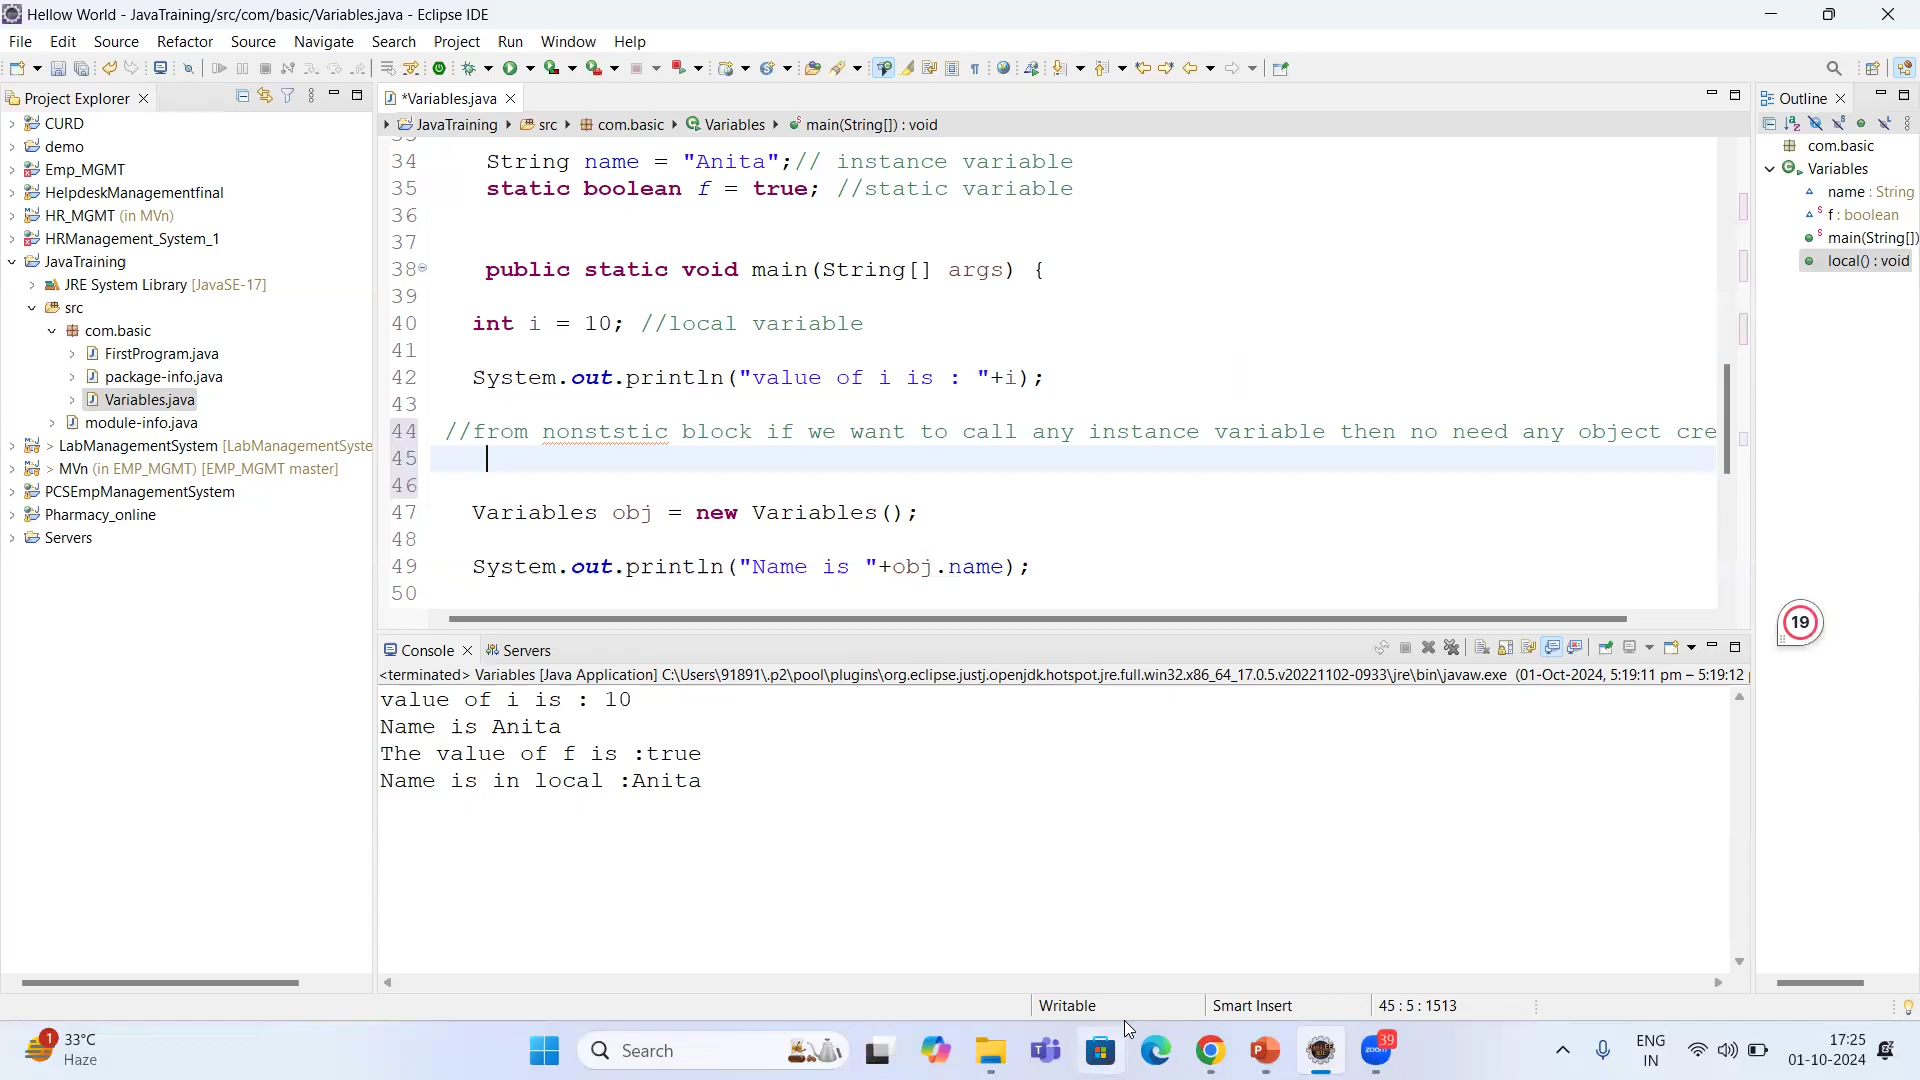 Hellow World - JavaTraining/src/com/basic/Variables.java - Eclipse IDE
File Edit Source Refactor Source Navigate Search Project Run Window Help
Project Explorer
CURD
demo
Emp_MGMT
HelpdeskManagementfinal
HR_MGMT (in MVn)
HRManagement_System_1
JavaTraining
JRE System Library [JavaSE-17]
src
com.basic
FirstProgram.java
package-info.java
Variables.java
module-info.java
> LabManagementSystem [LabManagementSyste
> MVn (in EMP_MGMT) [EMP_MGMT master]
PCSEmpManagementSystem
Pharmacy_online
Servers
*Variables.java
JavaTraining src com.basic Variables main(String[]) : void
34 String name = "Anita";// instance variable
35 static boolean f = true; //static variable
36
37
38 public static void main(String[] args) {
39
40 int i = 10; //local variable
41
42 System.out.println("value of i is : "+i);
43
44 //from nonststic block if we want to call any instance variable then no need any object cre
45
46
47 Variables obj = new Variables();
48
49 System.out.println("Name is "+obj.name);
50
Console Servers
<terminated> Variables [Java Application] C:\Users\91891\.p2\pool\plugins\org.eclipse.justj.openjdk.hotspot.jre.full.win32.x86_64_17.0.5.v20221102-0933\jre\bin\javaw.exe (01-Oct-2024, 5:19:11 pm – 5:19:12
value of i is : 10
Name is Anita
The value of f is :true
Name is in local :Anita
Outline
com.basic
Variables
name : String
f : boolean
main(String[])
local() : void
19
Writable Smart Insert 45 : 5 : 1513
1
33°C
Haze
Search
zoom
39
ENG
IN
17:25
01-10-2024